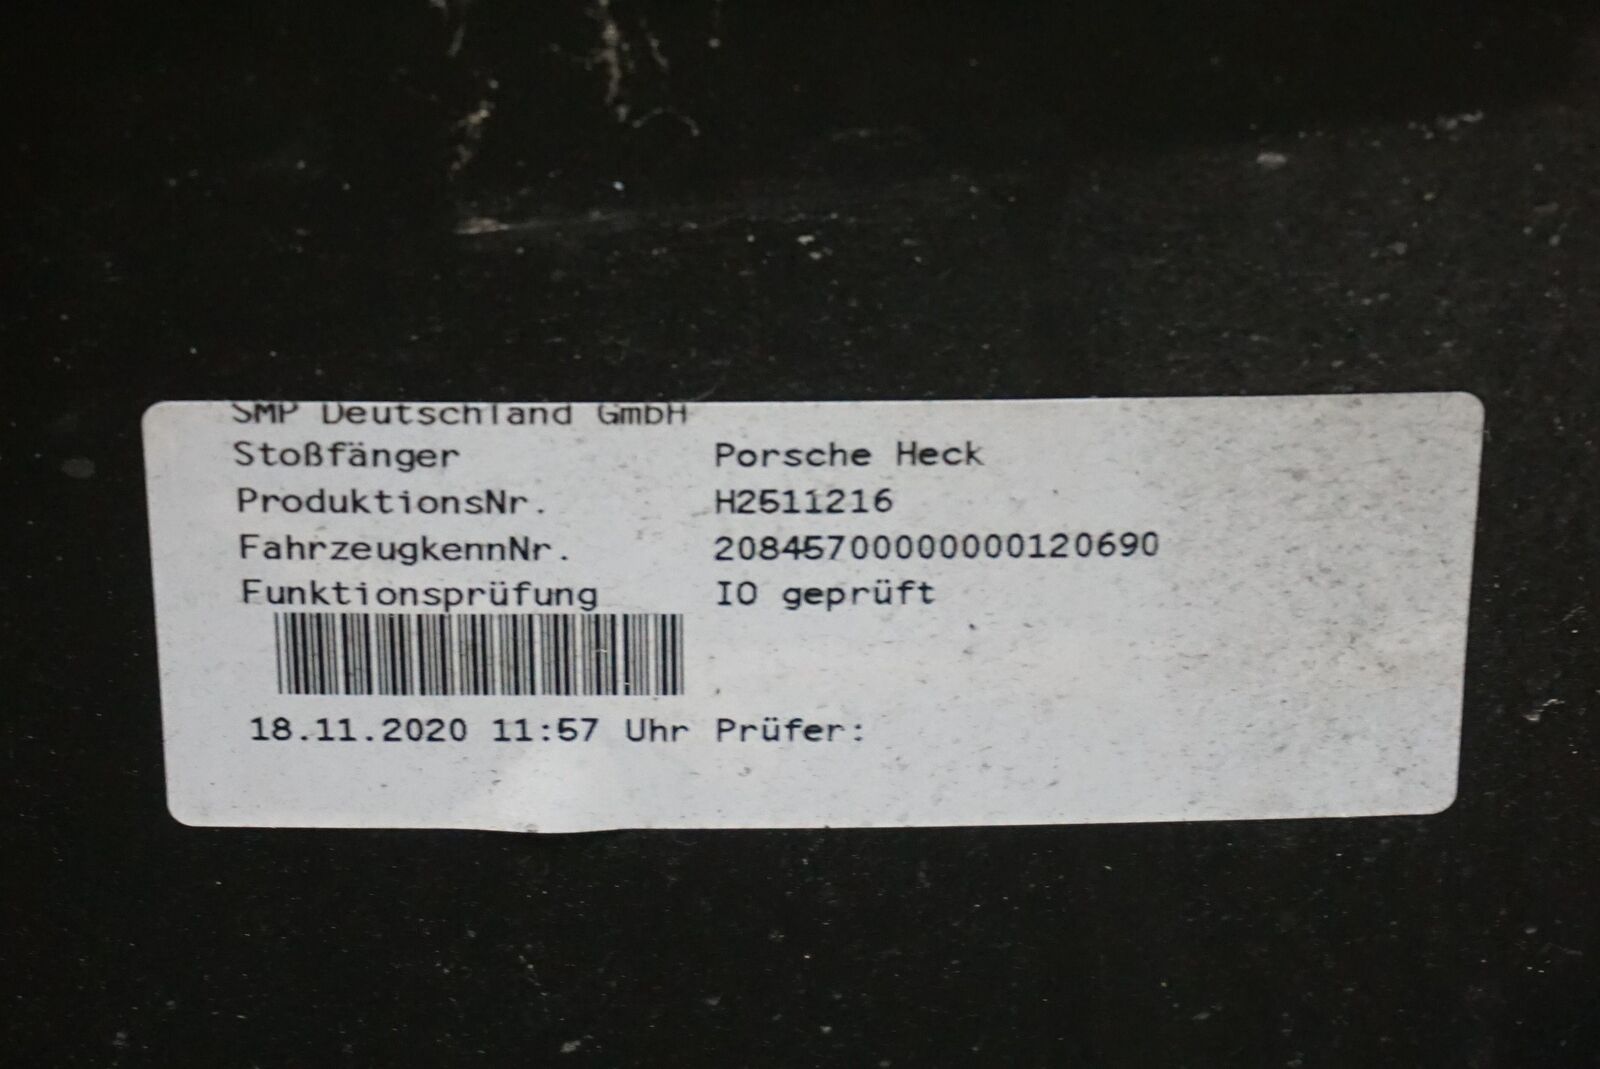 SMP Deutschland GmbH
Stoßfänger Porsche Heck
ProduktionsNr. H2511216
FahrzeugkennNr. 20845700000000120690
Funktionsprüfung IO geprüft
18.11.2020 11:57 Uhr Prüfer: